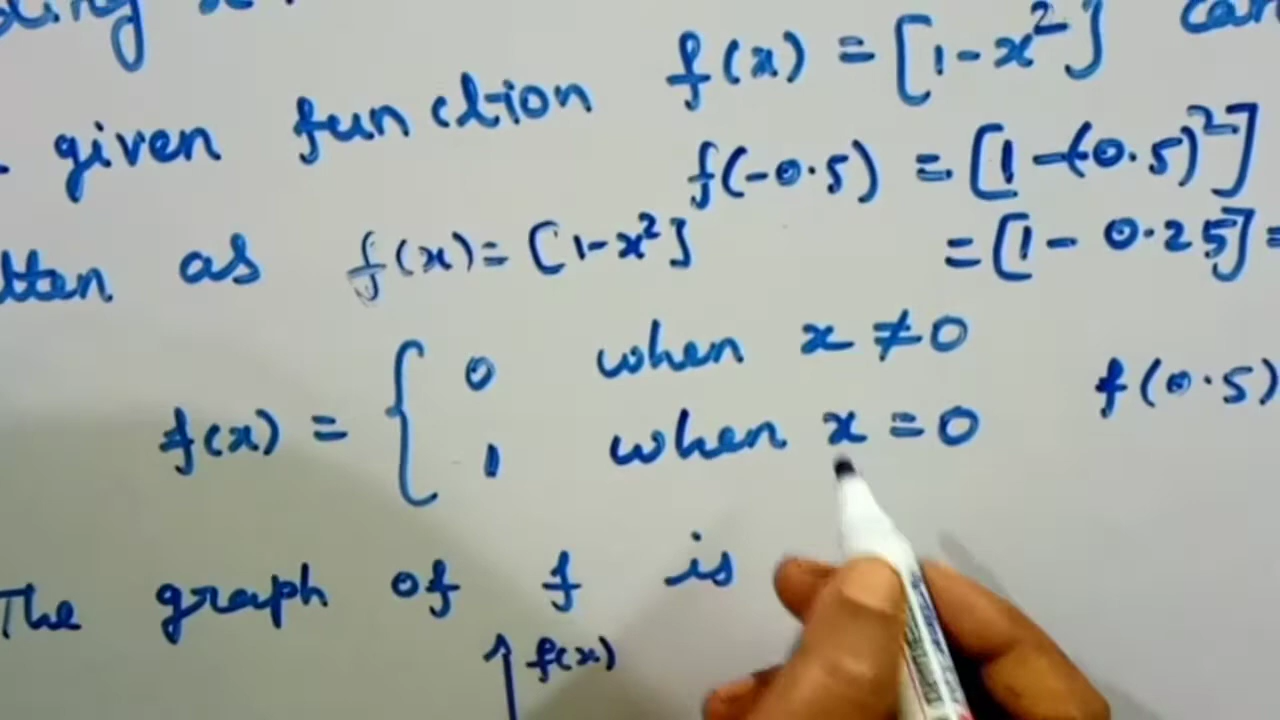 given function f(x) = [1-x²]
f(-0.5) = [1-(0.5)²]
as f(x) = [1-x²]
= [1 - 0.25] =
f(x) = { 0 when x ≠ 0
1 when x = 0
f(0.5)
The graph of f is
f(x)